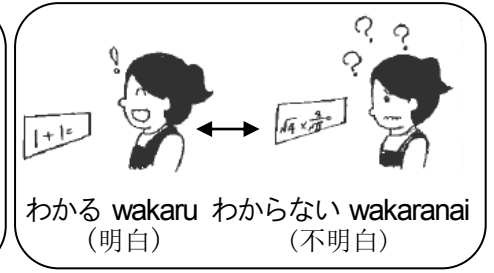 !
? ? ?
1+1=
わかる wakaru わからない wakaranai
(明白) (不明白)